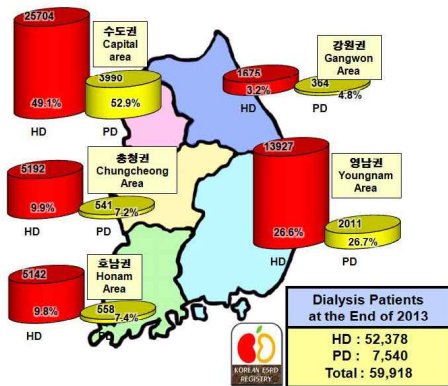 25704
수도권
Capital
area
3990
49.1%
52.9%
HD
PD
강원권
Gangwon
Area
1675
3.2%
364
4.8%
HD
PD
충청권
Chungcheong
Area
5192
9.9%
541
7.2%
HD
PD
13927
영남권
Youngnam
Area
26.6%
2011
26.7%
HD
PD
호남권
Honam
Area
5142
9.8%
558
7.4%
HD
PD
KOREAN ESRD
REGISTRY
Dialysis Patients
at the End of 2013
HD : 52,378
PD : 7,540
Total : 59,918